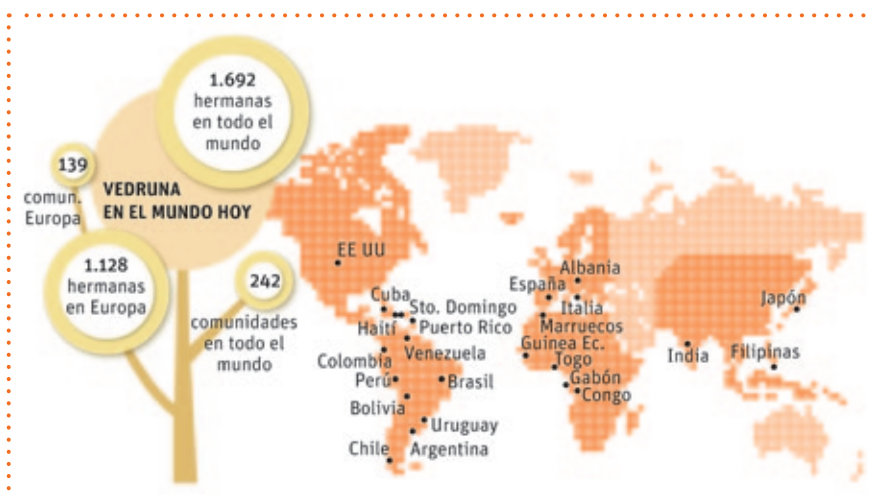 1.692
hermanas
en todo el
mundo
139
comun.
Europa
VEDRUNA
EN EL MUNDO HOY
1.128
hermanas
en Europa
242
comunidades
en todo el
mundo
EE UU
Cuba
Sto. Domingo
Haití
Puerto Rico
Venezuela
Colombia
Perú
Brasil
Bolivia
Uruguay
Chile
Argentina
Albania
España
Italia
Marruecos
Guinea Ec.
Togo
Gabón
Congo
Japón
India
Filipinas